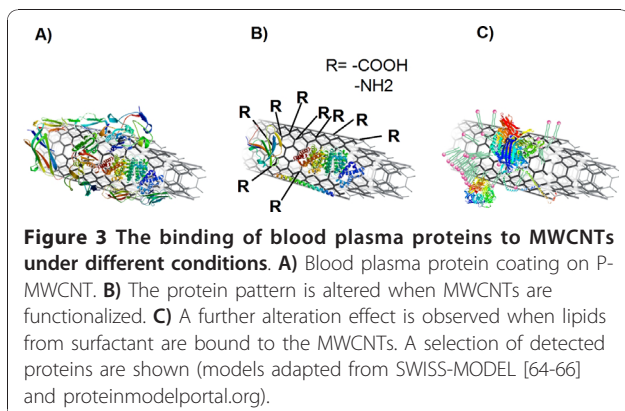 A)
B)
C)
R= -COOH
-NH2
R
R
R
R
R
R
R
R
R
R
R
Figure 3 The binding of blood plasma proteins to MWCNTs
under different conditions. A) Blood plasma protein coating on P-
MWCNT. B) The protein pattern is altered when MWCNTs are
functionalized. C) A further alteration effect is observed when lipids
from surfactant are bound to the MWCNTs. A selection of detected
proteins are shown (models adapted from SWISS-MODEL [64-66]
and proteinmodelportal.org).